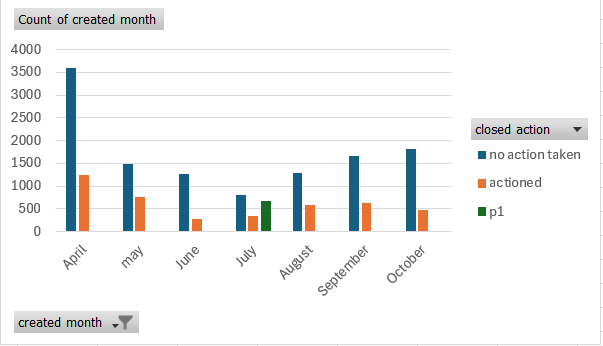 Count of created month
4000
3500
3000
2500
2000
1500
1000
500
0
April
may
June
July
August
September
October
closed action
no action taken
actioned
p1
created month